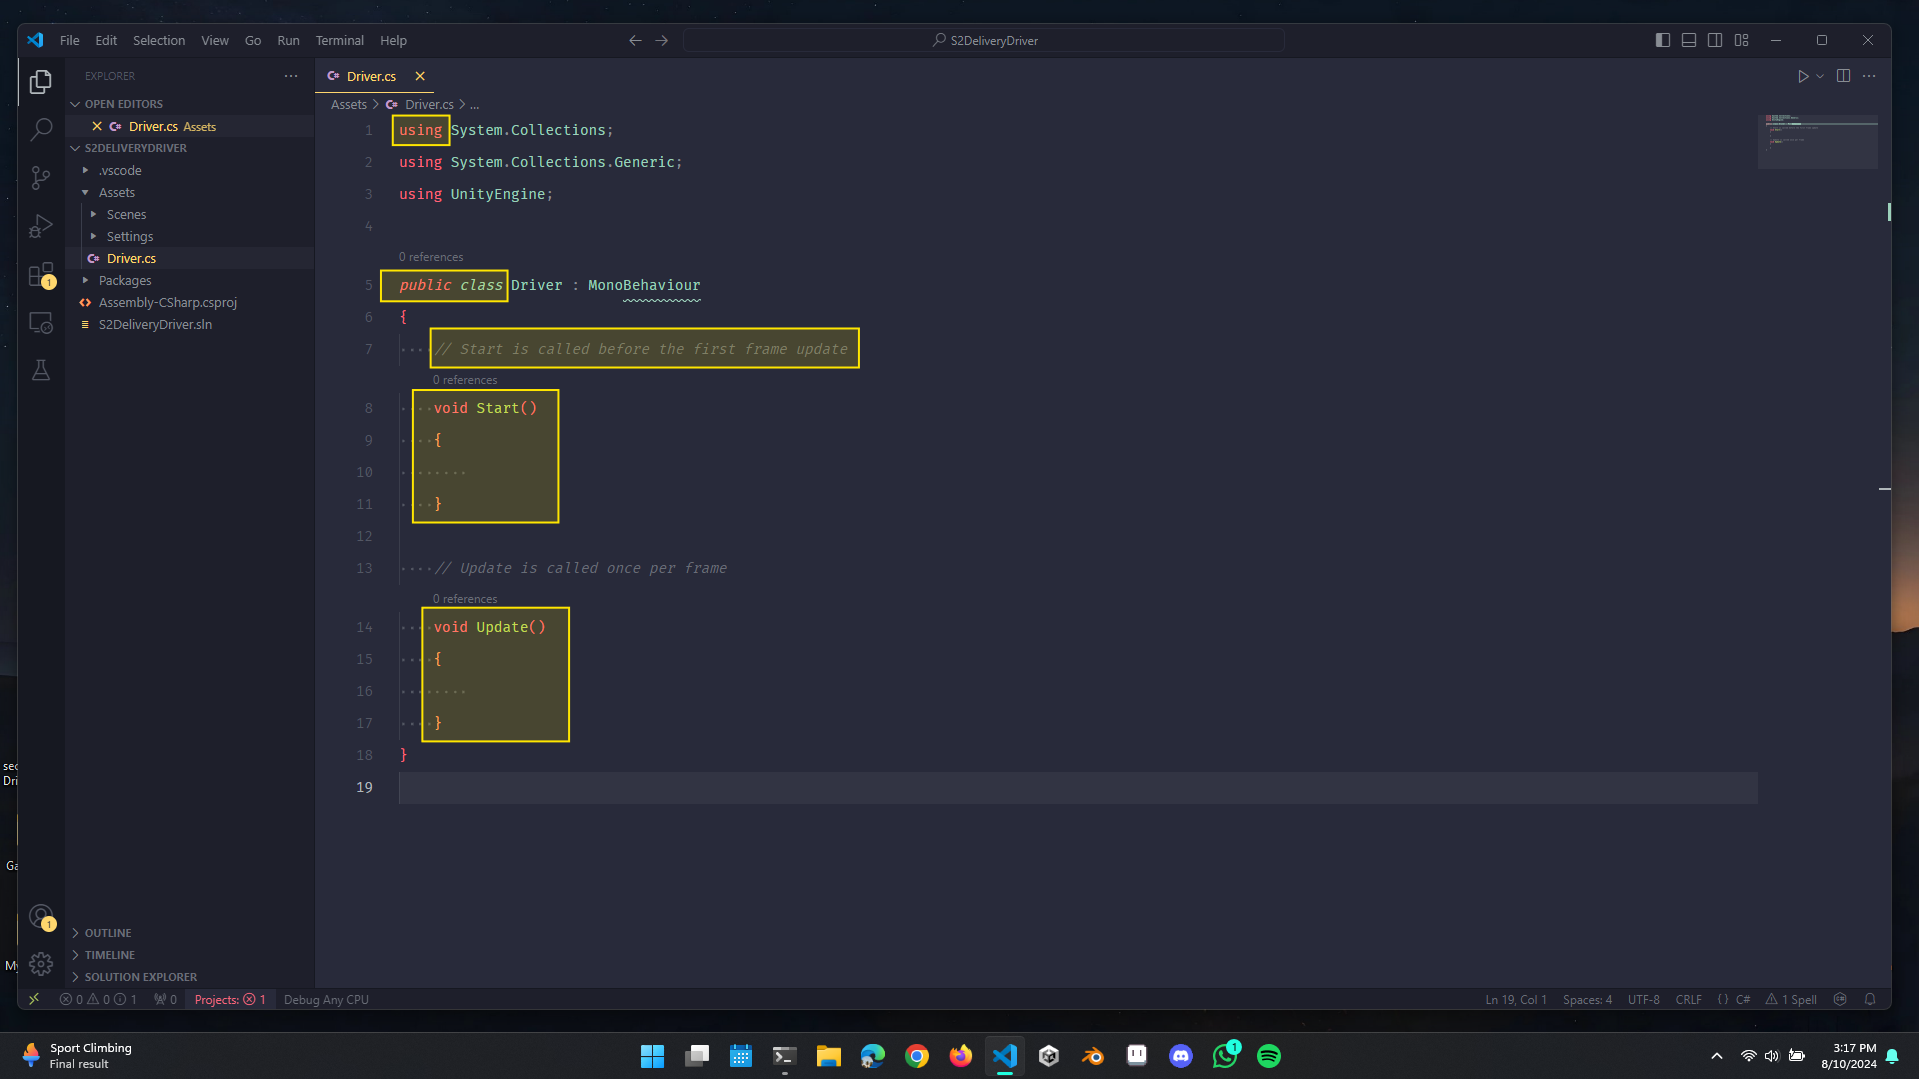 File Edit Selection View Go Run Terminal Help
S2DeliveryDriver
EXPLORER
OPEN EDITORS
Driver.cs Assets
S2DELIVERYDRIVER
.vscode
Assets
Scenes
Settings
Driver.cs
Packages
Assembly-CSharp.csproj
S2DeliveryDriver.sln
1
OUTLINE
TIMELINE
SOLUTION EXPLORER
1
Driver.cs
Assets > Driver.cs > ...
1 using System.Collections;
2 using System.Collections.Generic;
3 using UnityEngine;
4
0 references
5 public class Driver : MonoBehaviour
6 {
7 // Start is called before the first frame update
0 references
8 void Start()
9 {
10
11 }
12
13 // Update is called once per frame
0 references
14 void Update()
15 {
16
17 }
18 }
19
0 0 1 0 Projects: 1 Debug Any CPU
Ln 19, Col 1 Spaces: 4 UTF-8 CRLF {} C# 1 Spell
Sport Climbing
Final result
1
3:17 PM
8/10/2024